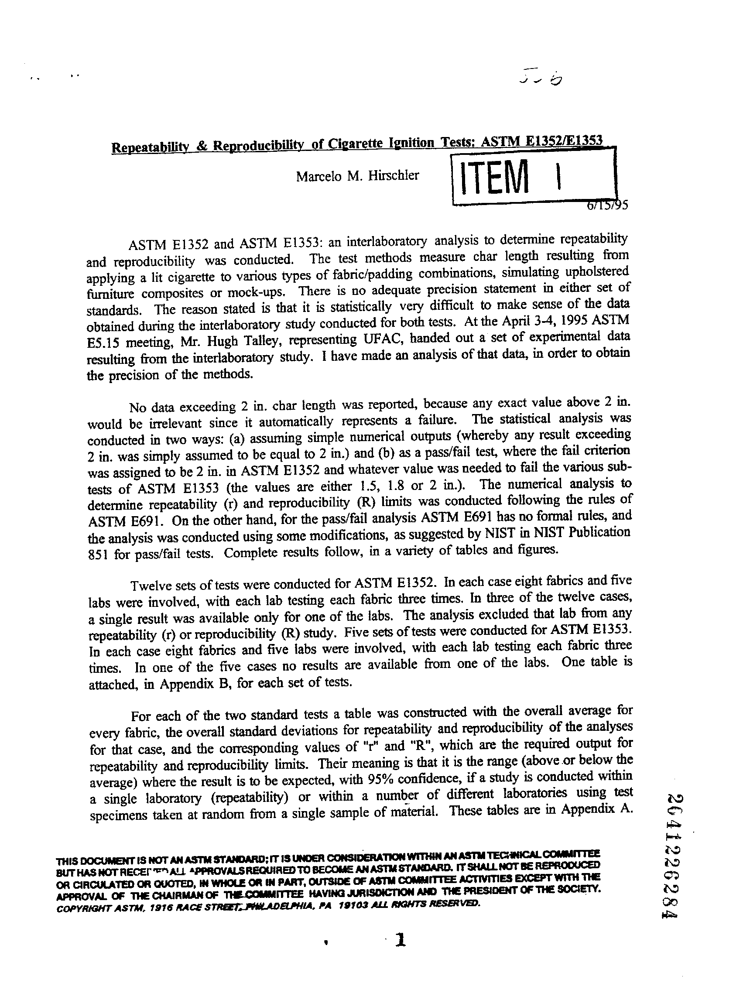 Repeatability & Reproducibility of Cigarette Ignition Tests: ASTM E1352/E1353
Marcelo M. Hirschler
ITEM 1
6/15/95
ASTM E1352 and ASTM E1353: an interlaboratory analysis to determine repeatability
and reproducibility was conducted. The test methods measure char length resulting from
applying a lit cigarette to various types of fabric/padding combinations, simulating upholstered
furniture composites or mock-ups. There is no adequate precision statement in either set of
standards. The reason stated is that it is statistically very difficult to make sense of the data
obtained during the interlaboratory study conducted for both tests. At the April 3-4, 1995 ASTM
E5.15 meeting, Mr. Hugh Talley, representing UFAC, handed out a set of experimental data
resulting from the interlaboratory study. I have made an analysis of that data, in order to obtain
the precision of the methods.
No data exceeding 2 in. char length was reported, because any exact value above 2 in.
would be irrelevant since it automatically represents a failure. The statistical analysis was
conducted in two ways: (a) assuming simple numerical outputs (whereby any result exceeding
2 in. was simply assumed to be equal to 2 in.) and (b) as a pass/fail test, where the fail criterion
was assigned to be 2 in. in ASTM E1352 and whatever value was needed to fail the various sub-
tests of ASTM E1353 (the values are either 1.5, 1.8 or 2 in.). The numerical analysis to
determine repeatability (r) and reproducibility (R) limits was conducted following the rules of
ASTM E691. On the other hand, for the pass/fail analysis ASTM E691 has no formal rules, and
the analysis was conducted using some modifications, as suggested by NIST in NIST Publication
851 for pass/fail tests. Complete results follow, in a variety of tables and figures.
Twelve sets of tests were conducted for ASTM E1352. In each case eight fabrics and five
labs were involved, with each lab testing each fabric three times. In three of the twelve cases,
a single result was available only for one of the labs. The analysis excluded that lab from any
repeatability (r) or reproducibility (R) study. Five sets of tests were conducted for ASTM E1353.
In each case eight fabrics and five labs were involved, with each lab testing each fabric three
times. In one of the five cases no results are available from one of the labs. One table is
attached, in Appendix B, for each set of tests.
For each of the two standard tests a table was constructed with the overall average for
every fabric, the overall standard deviations for repeatability and reproducibility of the analyses
for that case, and the corresponding values of "r" and "R", which are the required output for
repeatability and reproducibility limits. Their meaning is that it is the range (above or below the
average) where the result is to be expected, with 95% confidence, if a study is conducted within
a single laboratory (repeatability) or within a number of different laboratories using test
specimens taken at random from a single sample of material. These tables are in Appendix A.
2041226284
THIS DOCUMENT IS NOT AN ASTM STANDARD; IT IS UNDER CONSIDERATION WITHIN AN ASTM TECHNICAL COMMITTEE
BUT HAS NOT ALL APPROVALS REQUIRED TO BECOME AN ASTM STANDARD. IT SHALL NOT BE REPRODUCED
OR CIRCULATED OR QUOTED, IN WHOLE OR IN PART, OUTSIDE OF ASTM COMMITTEE ACTIVITIES EXCEPT WITH THE
APPROVAL OF THE CHAIRMAN OF THE COMMITTEE HAVING JURISDICTION AND THE PRESIDENT OF THE SOCIETY.
COPYRIGHT ASTM, 1916 RACE STREET, PHILADELPHIA, PA 19103 ALL RIGHTS RESERVED.
1